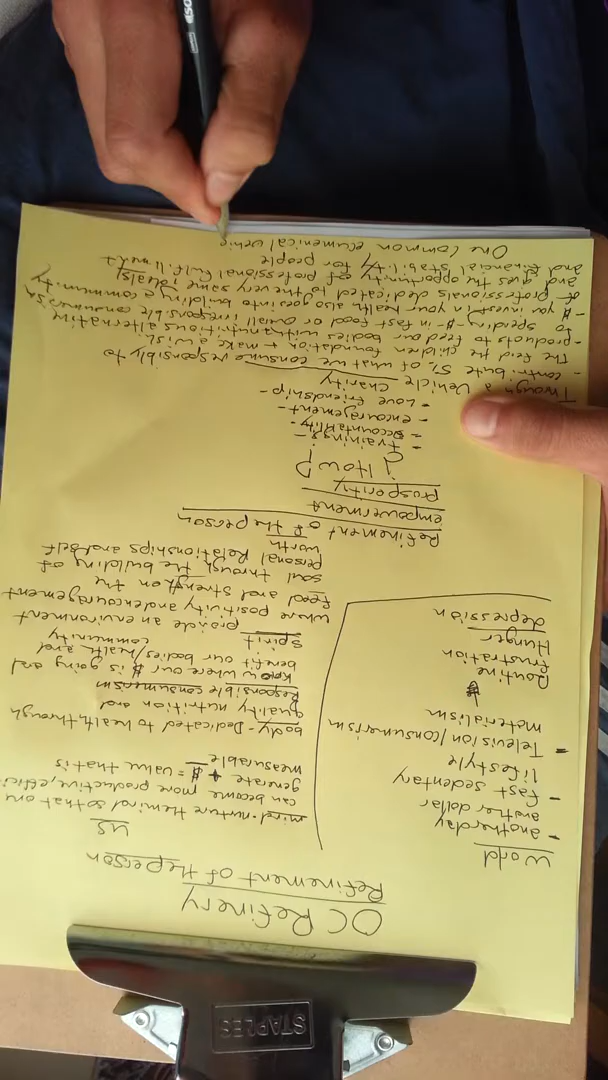 STAPLES
OC Refinery
Refinement of the person
World
- another day
another dollar
- fast sedentary
lifestyle
- Television/consumerism
materialism
Routine
frustration
Hunger
depression
US
mind-nurture the mind so that one
can become more productive, effici
generate + $ = value that is
measurable
body - Dedicated to health through
quality nutrition and
Responsible consumerism
Know where our $ is going and
benefit our bodies/health and
community
Spirit
provide an environment
where positivity and encouragement
feed and strengthen the
soul through the building of
personal Relationships and self
worth
Refinement of the person
empowerment
prosperity
¿How?
= trainings-
= accountability-
- encouragement-
- Love friendship-
Through a Vehicle charity
- contribute 5% of what we consume responsibly to
The feed the children foundation + make a wish.
- products to feed our bodies with nutritious alternative
to spending $ in fast food or overall irresponsible consumerism
- $ you invest in your health also goes into building a community
of professionals dedicated to the very same ideals
and gives the opportunity of professional fulfillment
and financial stability for people
One common ecumenical vehic